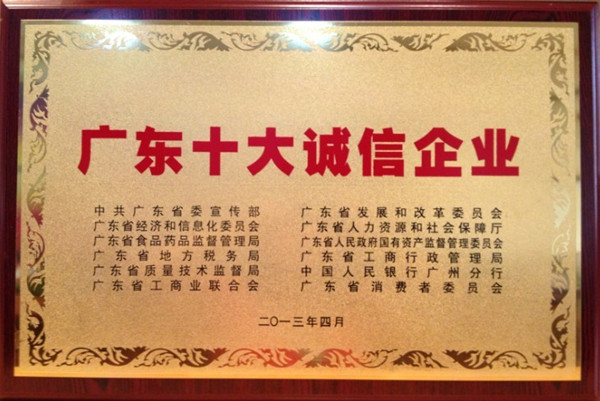 广东十大诚信企业
中共广东省委宣传部
广东省经济和信息化委员会
广东省食品药品监督管理局
广东省地方税务局
广东省质量技术监督局
广东省工商业联合会
广东省发展和改革委员会
广东省人力资源和社会保障厅
广东省人民政府国有资产监督管理委员会
广东省工商行政管理局
中国人民银行广州分行
广东省消费者委员会
二〇一三年四月